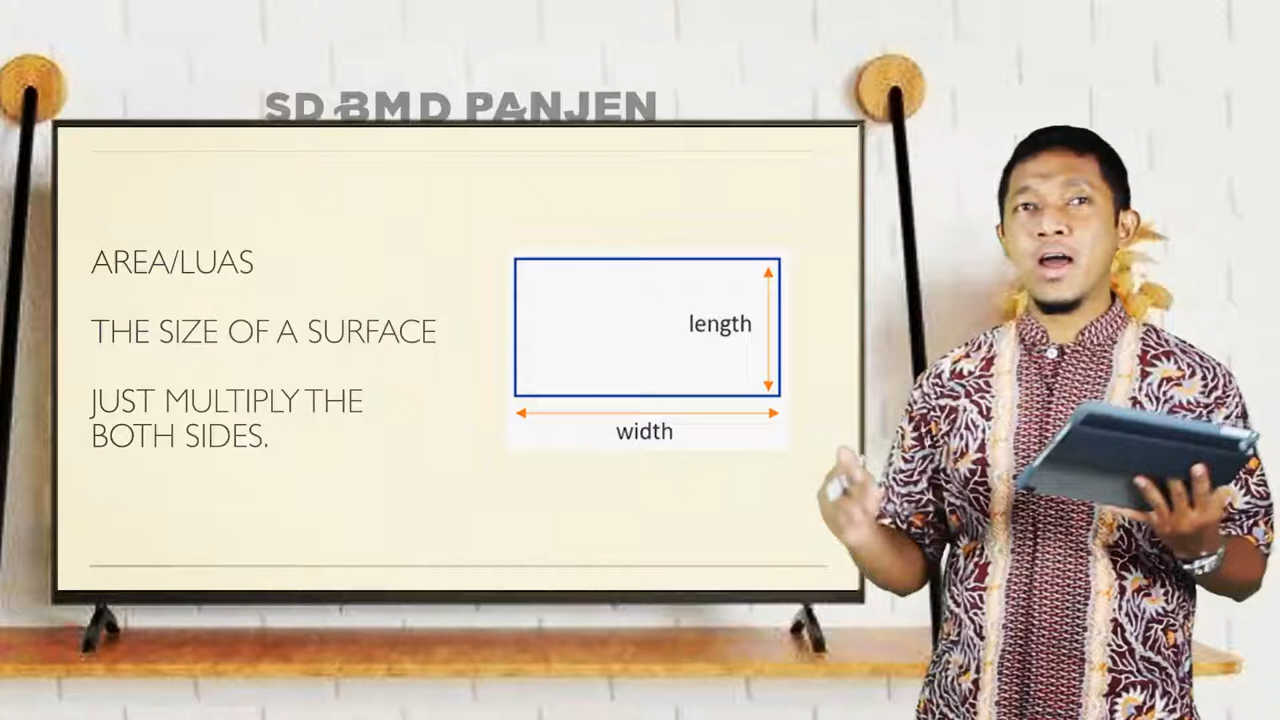 SD BMD PANJEN
AREA/LUAS
THE SIZE OF A SURFACE
JUST MULTIPLY THE
BOTH SIDES.
length
width